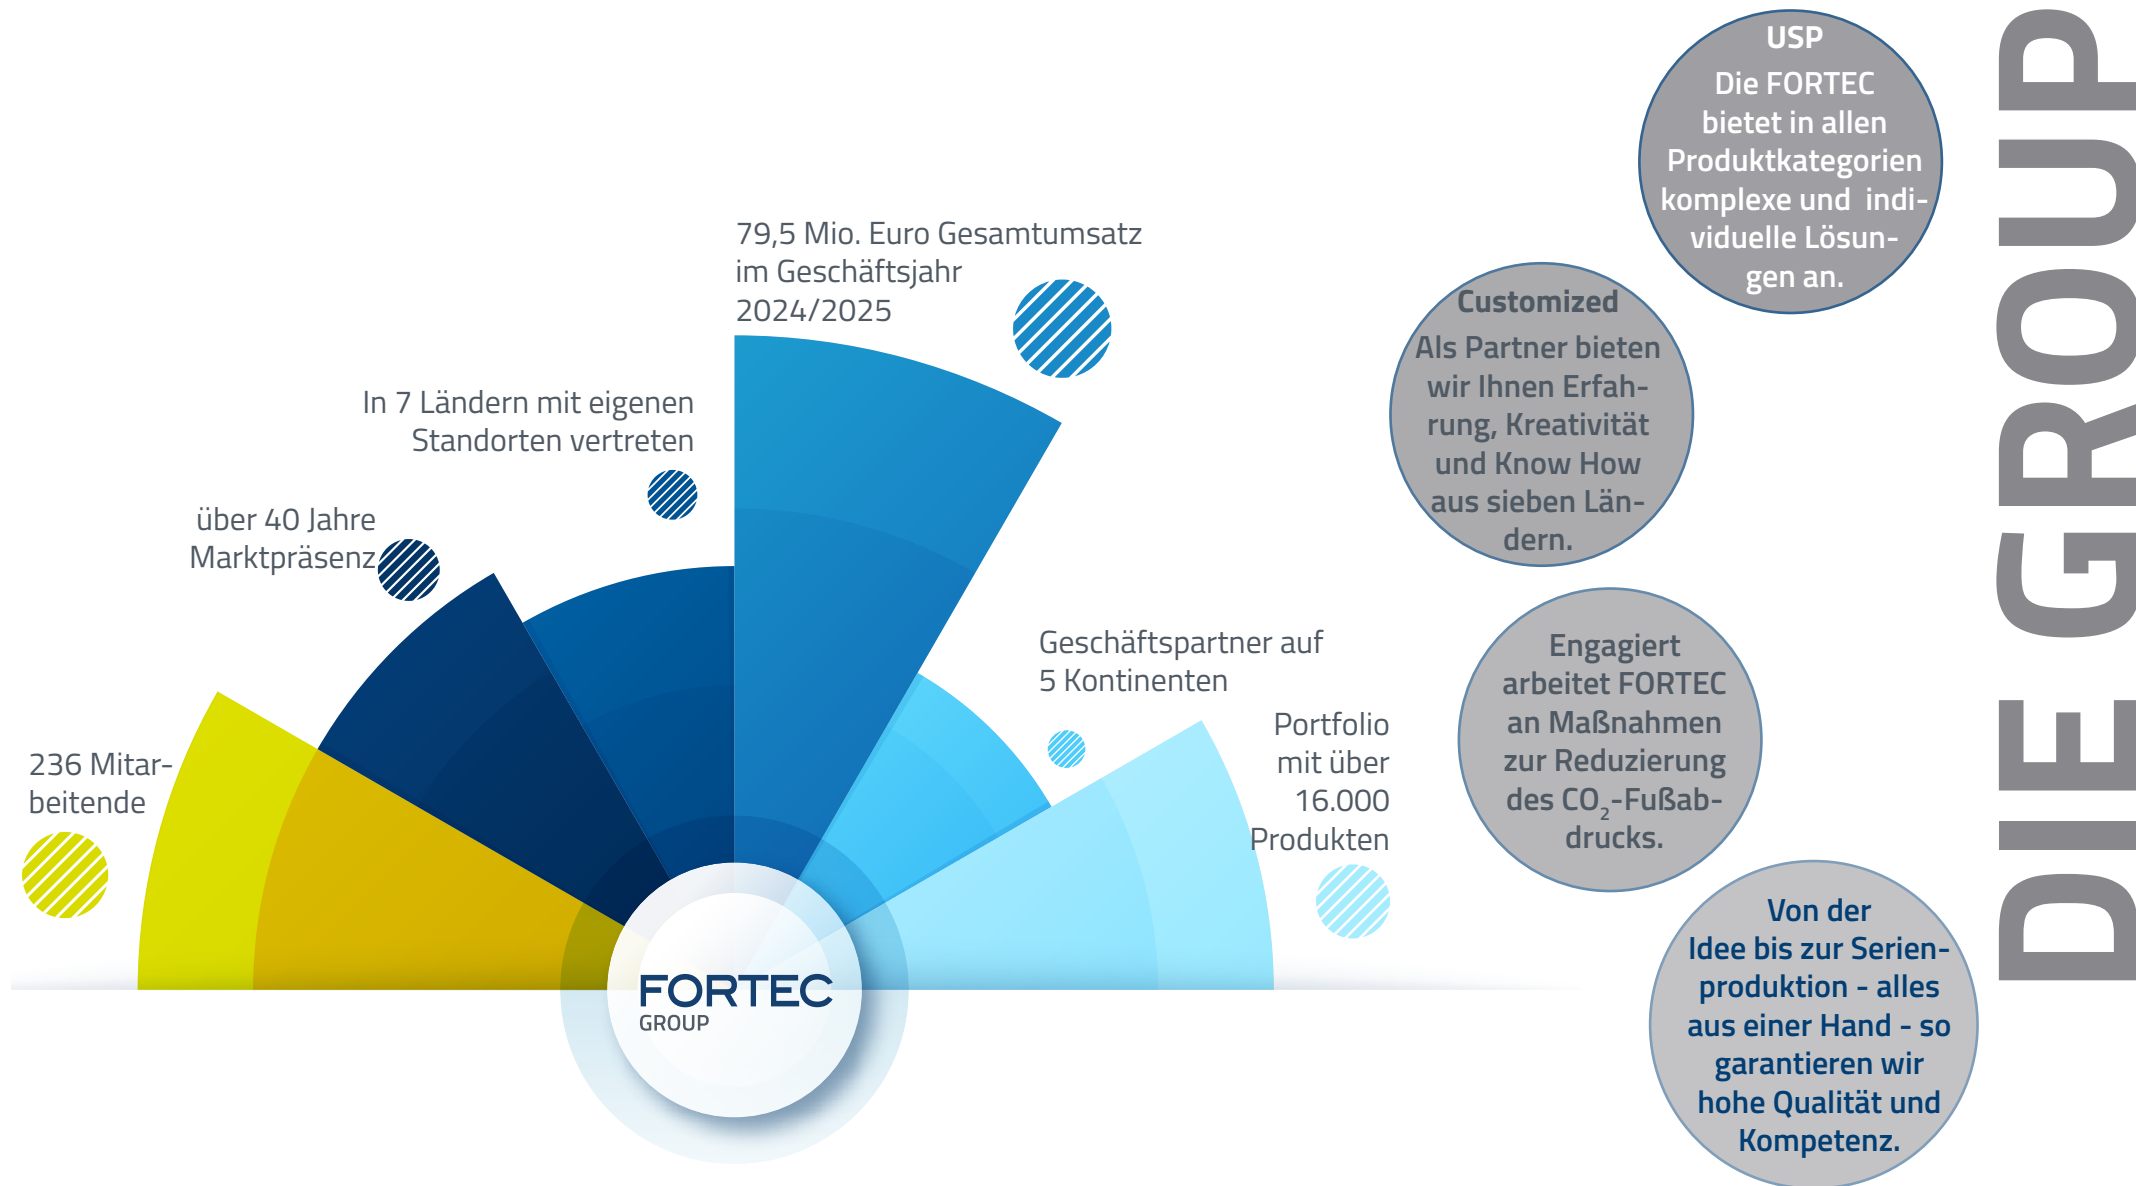 DIE GROUP
236 Mitar-
beitende
über 40 Jahre
Marktpräsenz
In 7 Ländern mit eigenen
Standorten vertreten
79,5 Mio. Euro Gesamtumsatz
im Geschäftsjahr
2024/2025
Geschäftspartner auf
5 Kontinenten
Portfolio
mit über
16.000
Produkten
FORTEC
GROUP
USP
Die FORTEC
bietet in allen
Produktkategorien
komplexe und indi-
viduelle Lösun-
gen an.
Customized
Als Partner bieten
wir Ihnen Erfah-
rung, Kreativität
und Know How
aus sieben Län-
dern.
Engagiert
arbeitet FORTEC
an Maßnahmen
zur Reduzierung
des CO₂-Fußab-
drucks.
Von der
Idee bis zur Serien-
produktion - alles
aus einer Hand - so
garantieren wir
hohe Qualität und
Kompetenz.